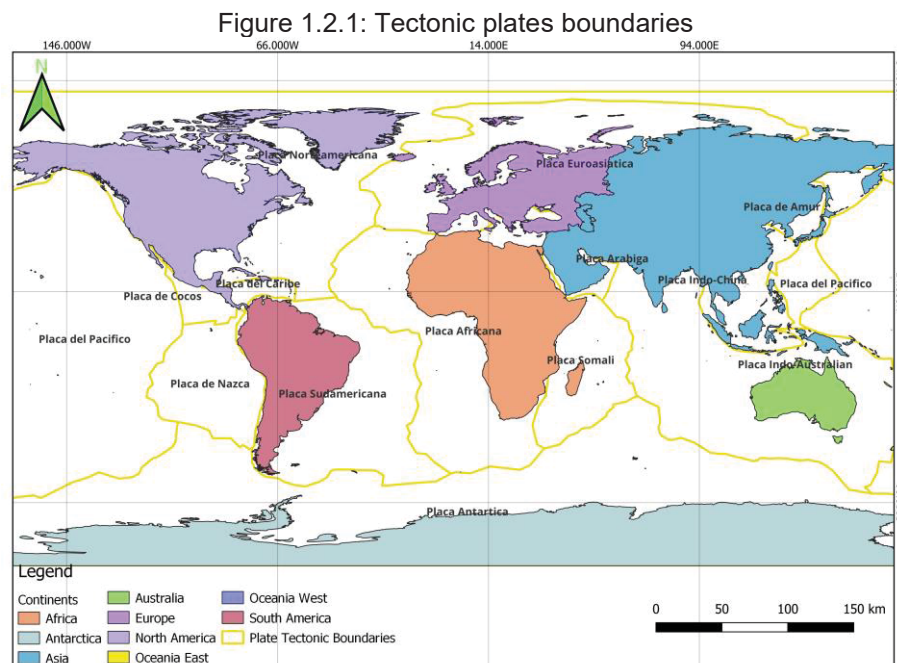 Figure 1.2.1: Tectonic plates boundaries
146.000W 66.000W 14.000E 94.000E
N
Placa Norteamericana
Placa Euroasiatica
Placa de Amur
Placa Arabiga
Placa del Caribe
Placa Indo-China
Placa del Pacifico
Placa de Cocos
Placa del Pacifico
Placa Africana
Placa Somali
Placa Indo-Australian
Placa de Nazca
Placa Sudamericana
Placa Antartica
Legend
Continents
Africa
Antarctica
Asia
Australia
Europe
North America
Oceania East
Oceania West
South America
Plate Tectonic Boundaries
0 50 100 150 km